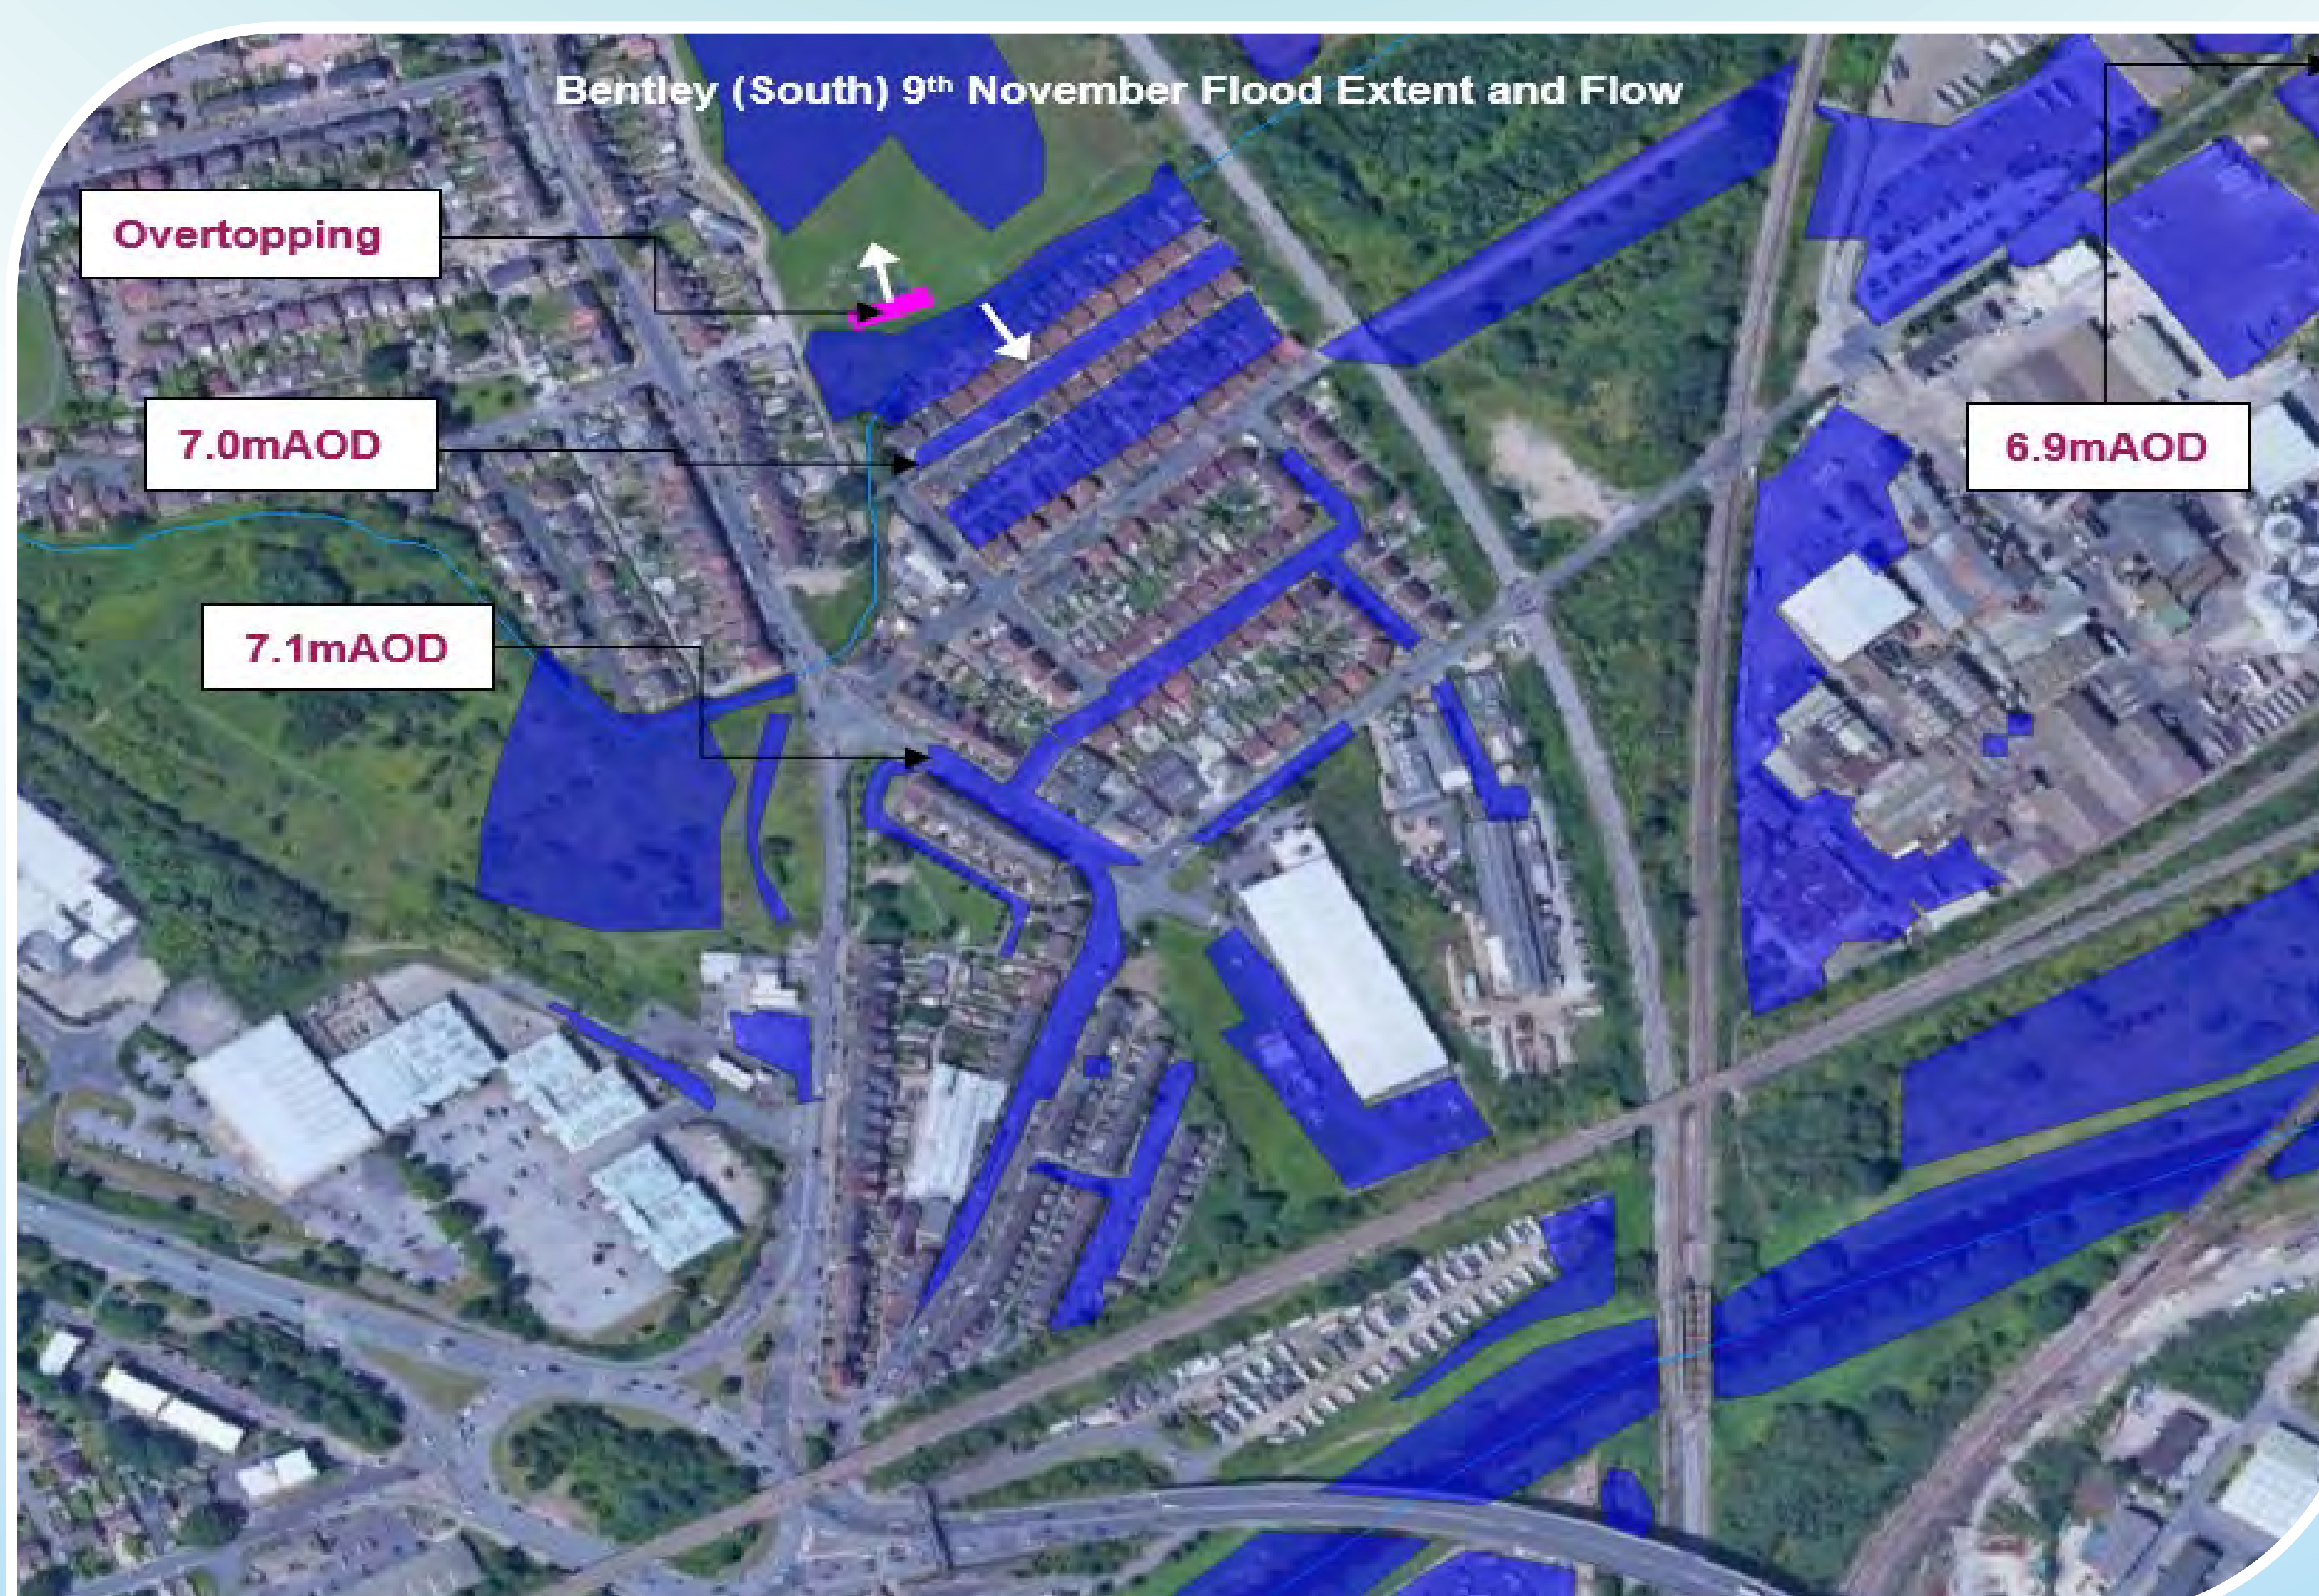 Bentley (South) 9th November Flood Extent and Flow
Overtopping
7.0mAOD
6.9mAOD
7.1mAOD